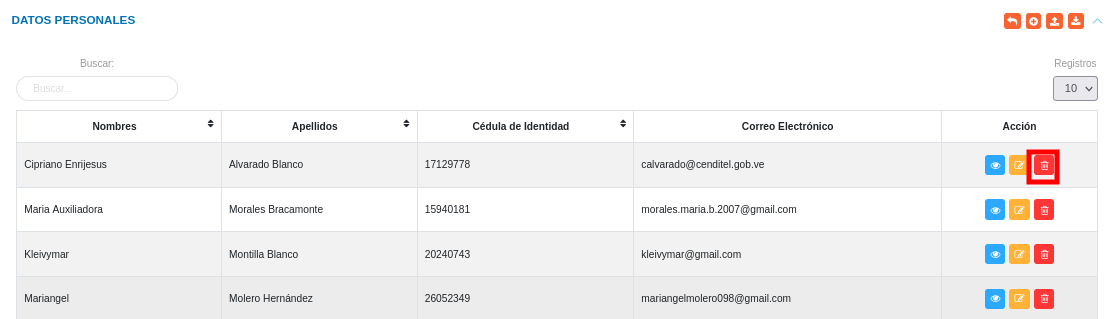 DATOS PERSONALES
Buscar:
Registros
Buscar...
10
Nombres Apellidos Cédula de Identidad Correo Electrónico Acción
Cipriano Enrijesus Alvarado Blanco 17129778 calvarado@cenditel.gob.ve
Maria Auxiliadora Morales Bracamonte 15940181 morales.maria.b.2007@gmail.com
Kleivymar Montilla Blanco 20240743 kleivymar@gmail.com
Mariangel Molero Hernández 26052349 mariangelmolero098@gmail.com